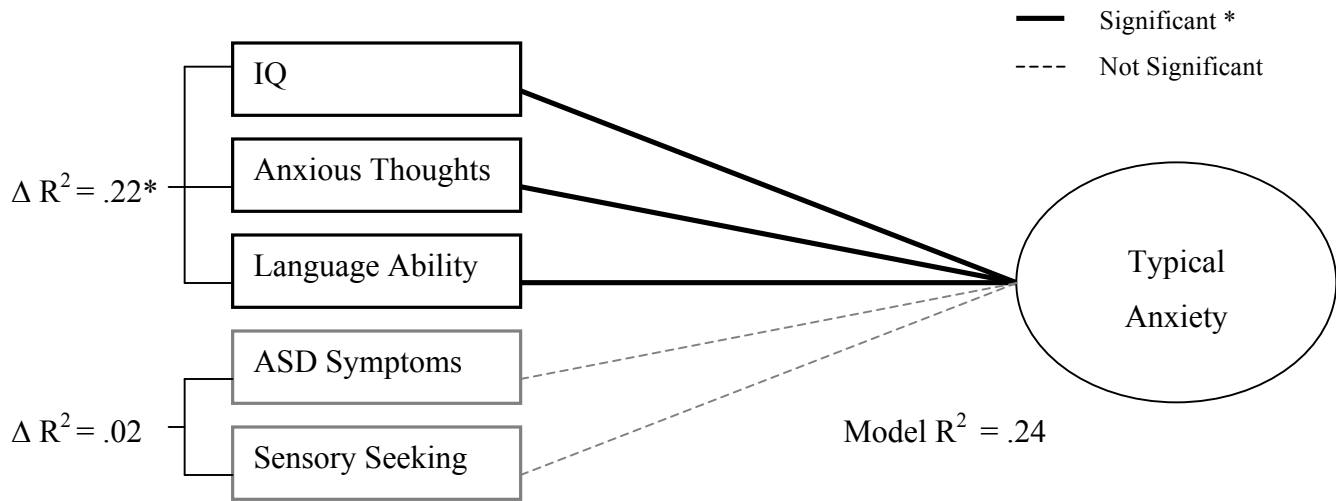 Significant *
Not Significant
IQ
Anxious Thoughts
Δ R² = .22*
Language Ability
Typical
Anxiety
ASD Symptoms
Δ R² = .02
Sensory Seeking
Model R² = .24